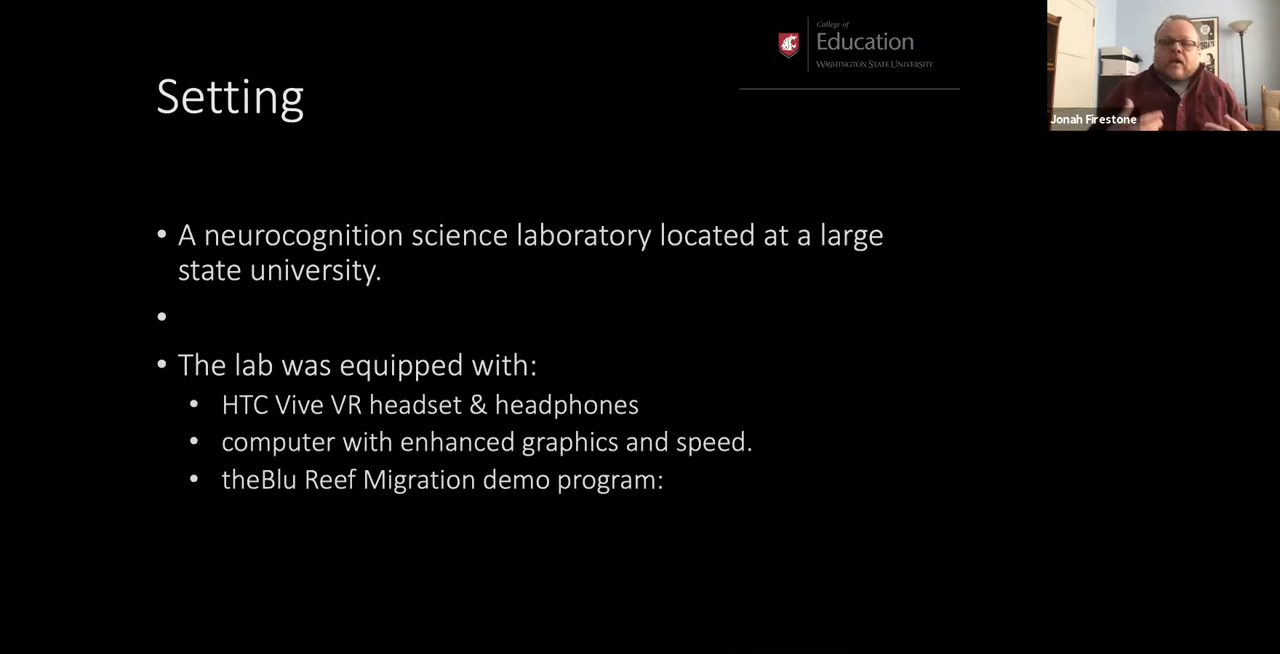 College of
Education
WASHINGTON STATE UNIVERSITY
Setting
Jonah Firestone
• A neurocognition science laboratory located at a large
state university.
•
• The lab was equipped with:
• HTC Vive VR headset & headphones
• computer with enhanced graphics and speed.
• theBlu Reef Migration demo program: